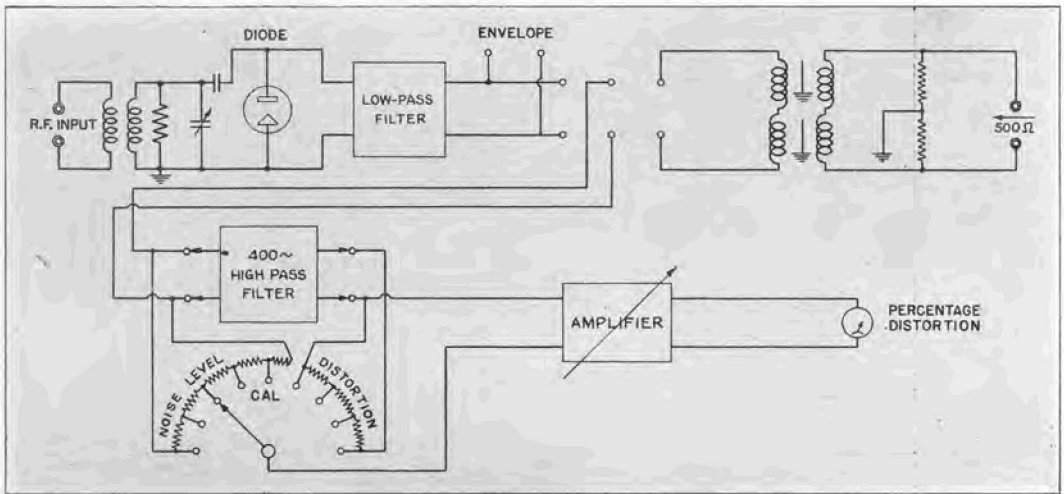 DIODE
ENVELOPE
R.F. INPUT
LOW-PASS
FILTER
500Ω
400~
HIGH PASS
FILTER
AMPLIFIER
PERCENTAGE
DISTORTION
NOISE LEVEL
CAL
DISTORTION